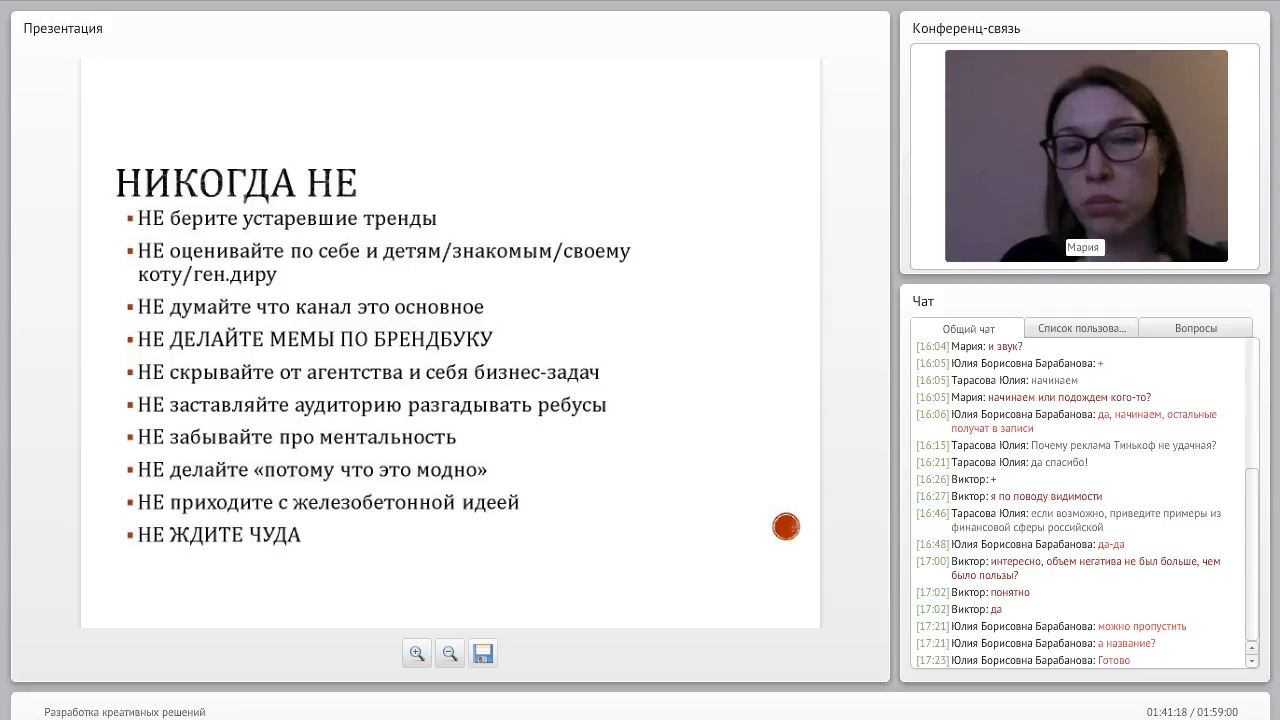 Презентация
НИКОГДА НЕ
▪ НЕ берите устаревшие тренды
▪ НЕ оценивайте по себе и детям/знакомым/своему
коту/ген.диру
▪ НЕ думайте что канал это основное
▪ НЕ ДЕЛАЙТЕ МЕМЫ ПО БРЕНДБУКУ
▪ НЕ скрывайте от агентства и себя бизнес-задач
▪ НЕ заставляйте аудиторию разгадывать ребусы
▪ НЕ забывайте про ментальность
▪ НЕ делайте «потому что это модно»
▪ НЕ приходите с железобетонной идеей
▪ НЕ ЖДИТЕ ЧУДА
Конференц-связь
Мария
Чат
Общий чат
Список пользова...
Вопросы
[16:04] Мария: и звук?
[16:05] Юлия Борисовна Барабанова: +
[16:05] Тарасова Юлия: начинаем
[16:05] Мария: начинаем или подождем кого-то?
[16:06] Юлия Борисовна Барабанова: да, начинаем, остальные
получат в записи
[16:15] Тарасова Юлия: Почему реклама Тинькоф не удачная?
[16:21] Тарасова Юлия: да спасибо!
[16:26] Виктор: +
[16:27] Виктор: я по поводу видимости
[16:46] Тарасова Юлия: если возможно, приведите примеры из
финансовой сферы российской
[16:48] Юлия Борисовна Барабанова: да-да
[17:00] Виктор: интересно, объем негатива не был больше, чем
было пользы?
[17:02] Виктор: понятно
[17:02] Виктор: да
[17:21] Юлия Борисовна Барабанова: можно пропустить
[17:21] Юлия Борисовна Барабанова: а название?
[17:23] Юлия Борисовна Барабанова: Готово
Разработка креативных решений
01:41:18 / 01:59:00